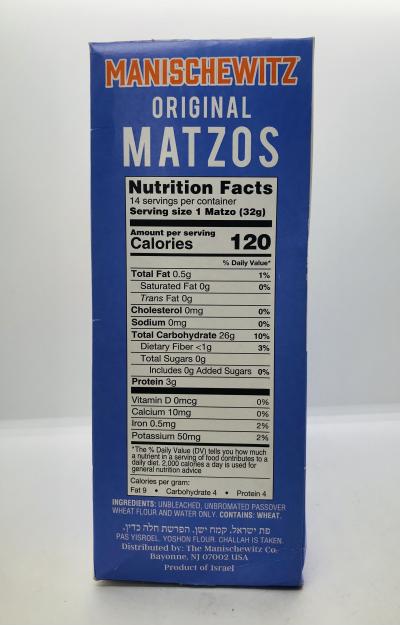 MANISCHEWITZ
ORIGINAL
MATZOS
Nutrition Facts
14 servings per container
Serving size 1 Matzo (32g)
Amount per serving
Calories 120
% Daily Value*
Total Fat 0.5g 1%
Saturated Fat 0g 0%
Trans Fat 0g
Cholesterol 0mg 0%
Sodium 0mg 0%
Total Carbohydrate 26g 10%
Dietary Fiber <1g 3%
Total Sugars 0g
Includes 0g Added Sugars 0%
Protein 3g
Vitamin D 0mcg 0%
Calcium 10mg 0%
Iron 0.5mg 2%
Potassium 50mg 2%
*The % Daily Value (DV) tells you how much
a nutrient in a serving of food contributes to a
daily diet. 2,000 calories a day is used for
general nutrition advice
Calories per gram:
Fat 9 • Carbohydrate 4 • Protein 4
INGREDIENTS: UNBLEACHED, UNBROMATED PASSOVER
WHEAT FLOUR AND WATER ONLY. CONTAINS: WHEAT.
פת ישראל. קמח ישן. הפרשת חלה כדין.
PAS YISROEL. YOSHON FLOUR. CHALLAH IS TAKEN.
Distributed by: The Manischewitz Co.
Bayonne, NJ 07002 USA
Product of Israel